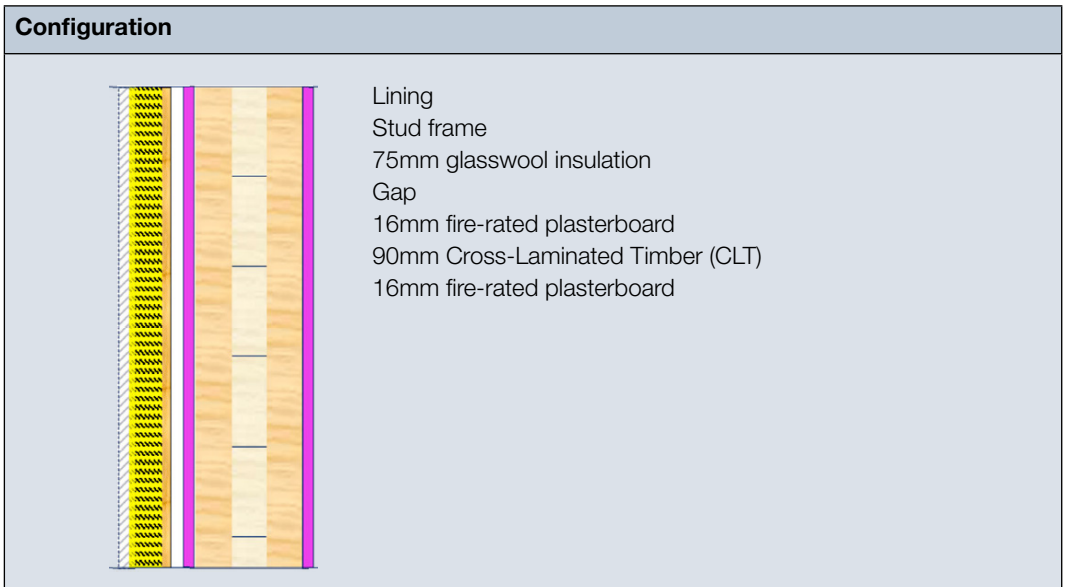 Configuration
Lining
Stud frame
75mm glasswool insulation
Gap
16mm fire-rated plasterboard
90mm Cross-Laminated Timber (CLT)
16mm fire-rated plasterboard